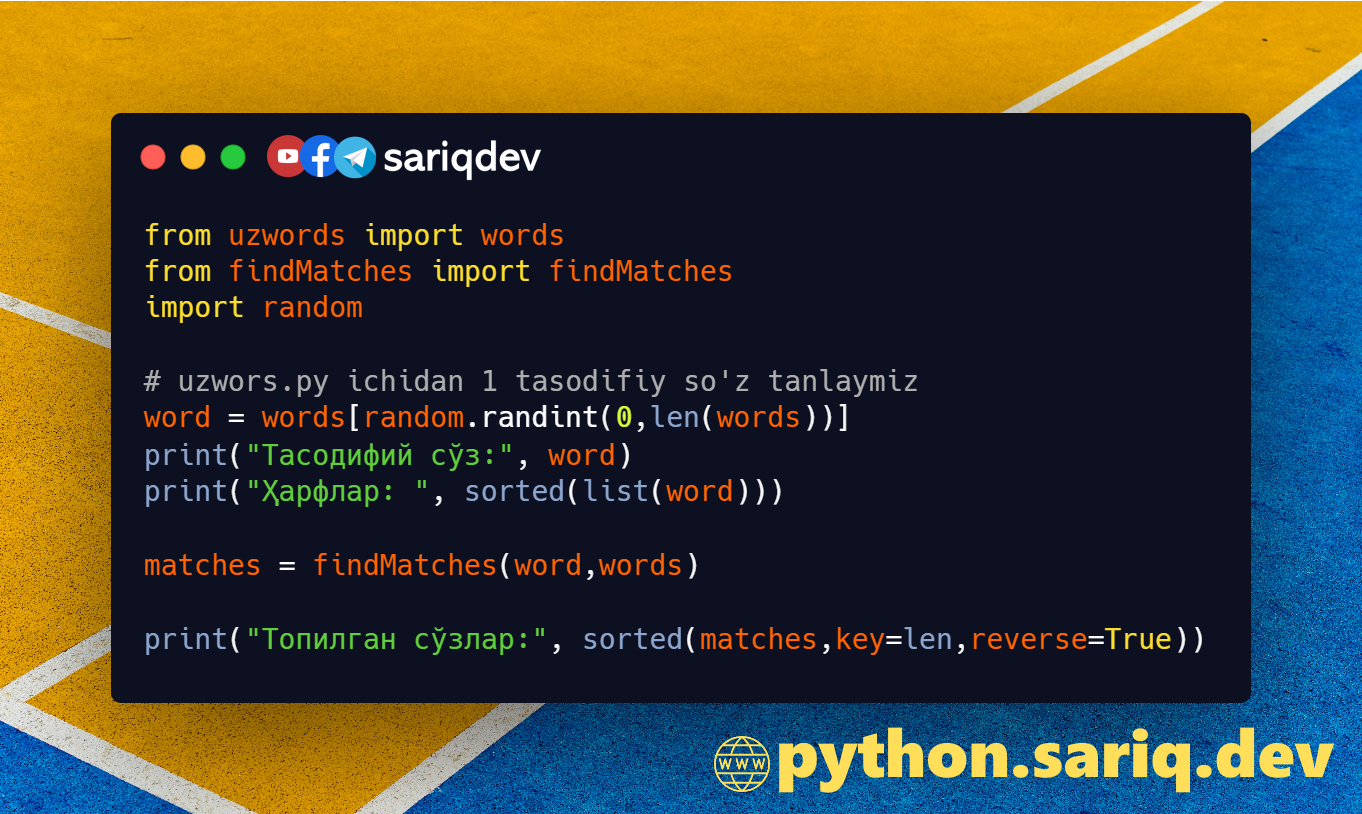 sariqdev
from uzwords import words
from findMatches import findMatches
import random
# uzwors.py ichidan 1 tasodifiy so'z tanlaymiz
word = words[random.randint(0,len(words))]
print("Тасодифий сўз:", word)
print("Ҳарфлар: ", sorted(list(word)))
matches = findMatches(word,words)
print("Топилган сўзлар:", sorted(matches,key=len,reverse=True))
WWW python.sariq.dev